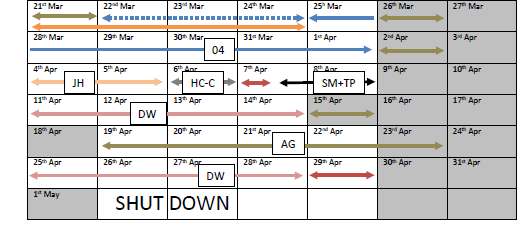 21st Mar 22nd Mar 23rd Mar 24th Mar 25th Mar 26th Mar 27th Mar
28th Mar 29th Mar 30th Mar 31st Mar 1st Apr 2nd Apr 3rd Apr
04
4th Apr 5th Apr 6th Apr 7th Apr 8th Apr 9th Apr 10th Apr
JH HC-C SM+TP
11th Apr 12 Apr 13th Apr 14th Apr 15th Apr 16th Apr 17th Apr
DW
18th Apr 19th Apr 20th Apr 21st Apr 22nd Apr 23rd Apr 24th Apr
AG
25th Apr 26th Apr 27th Apr 28th Apr 29th Apr 30th Apr 31st Apr
DW
1st May SHUT DOWN